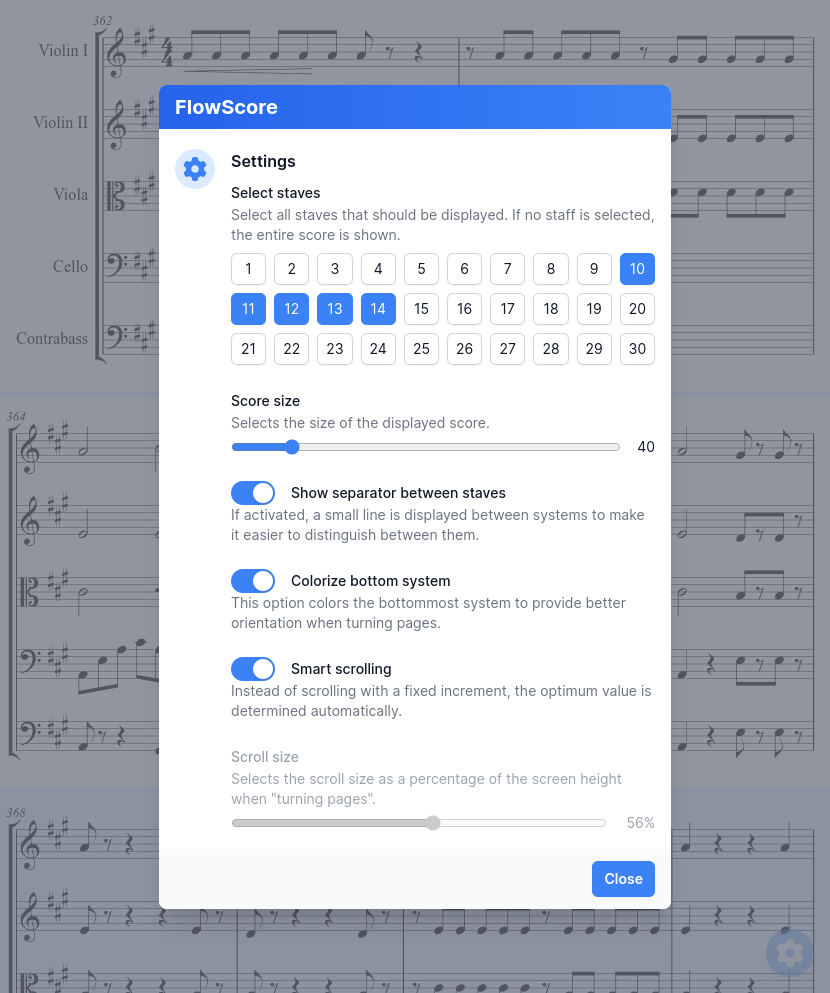 362
Violin I
Violin II
Viola
Cello
Contrabass
364
368
FlowScore
Settings
Select staves
Select all staves that should be displayed. If no staff is selected,
the entire score is shown.
1 2 3 4 5 6 7 8 9 10
11 12 13 14 15 16 17 18 19 20
21 22 23 24 25 26 27 28 29 30
Score size
Selects the size of the displayed score.
40
Show separator between staves
If activated, a small line is displayed between systems to make
it easier to distinguish between them.
Colorize bottom system
This option colors the bottommost system to provide better
orientation when turning pages.
Smart scrolling
Instead of scrolling with a fixed increment, the optimum value is
determined automatically.
Scroll size
Selects the scroll size as a percentage of the screen height
when "turning pages".
56%
Close